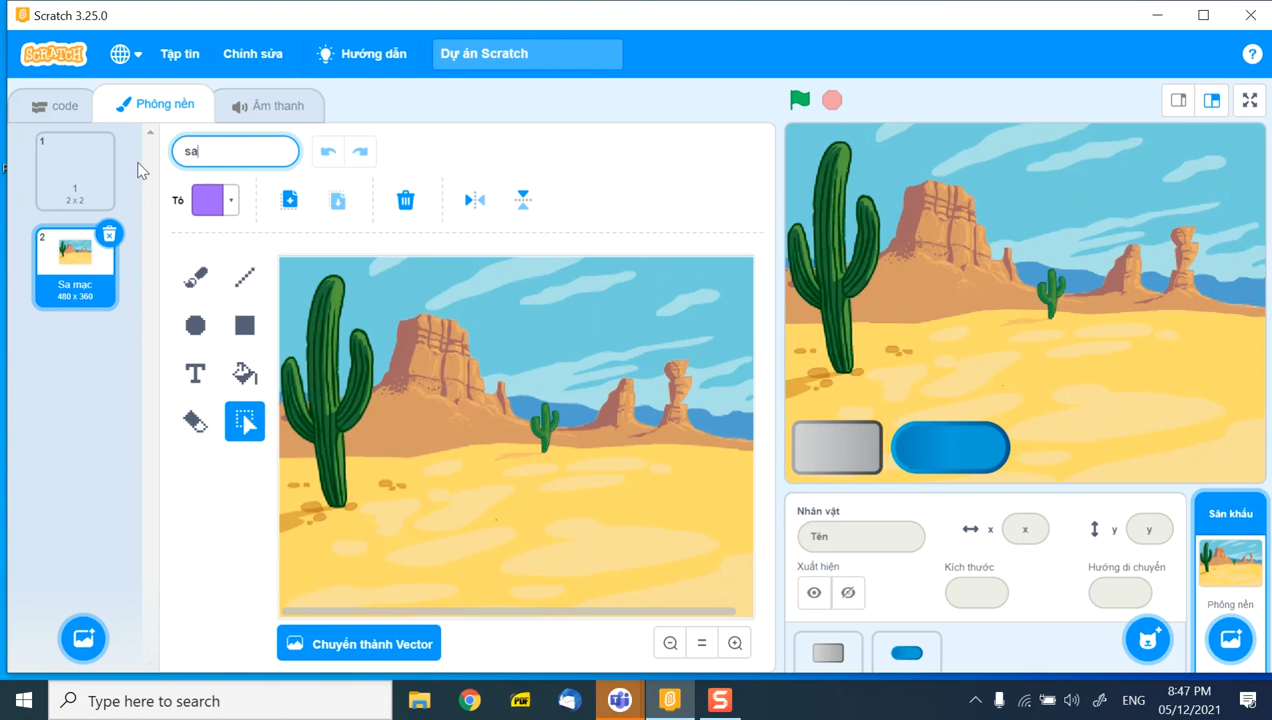 Scratch 3.25.0
SCRATCH
Tập tin
Chỉnh sửa
Hướng dẫn
Dự án Scratch
?
code
Phông nền
Âm thanh
1
1
2 x 2
2
Sa mạc
480 x 360
sa
Tô
T
Chuyển thành Vector
Nhân vật
Tên
x
x
y
y
Xuất hiện
Kích thước
Hướng di chuyển
Sân khấu
Phông nền
Type here to search
PDF
S
ENG
8:47 PM
05/12/2021